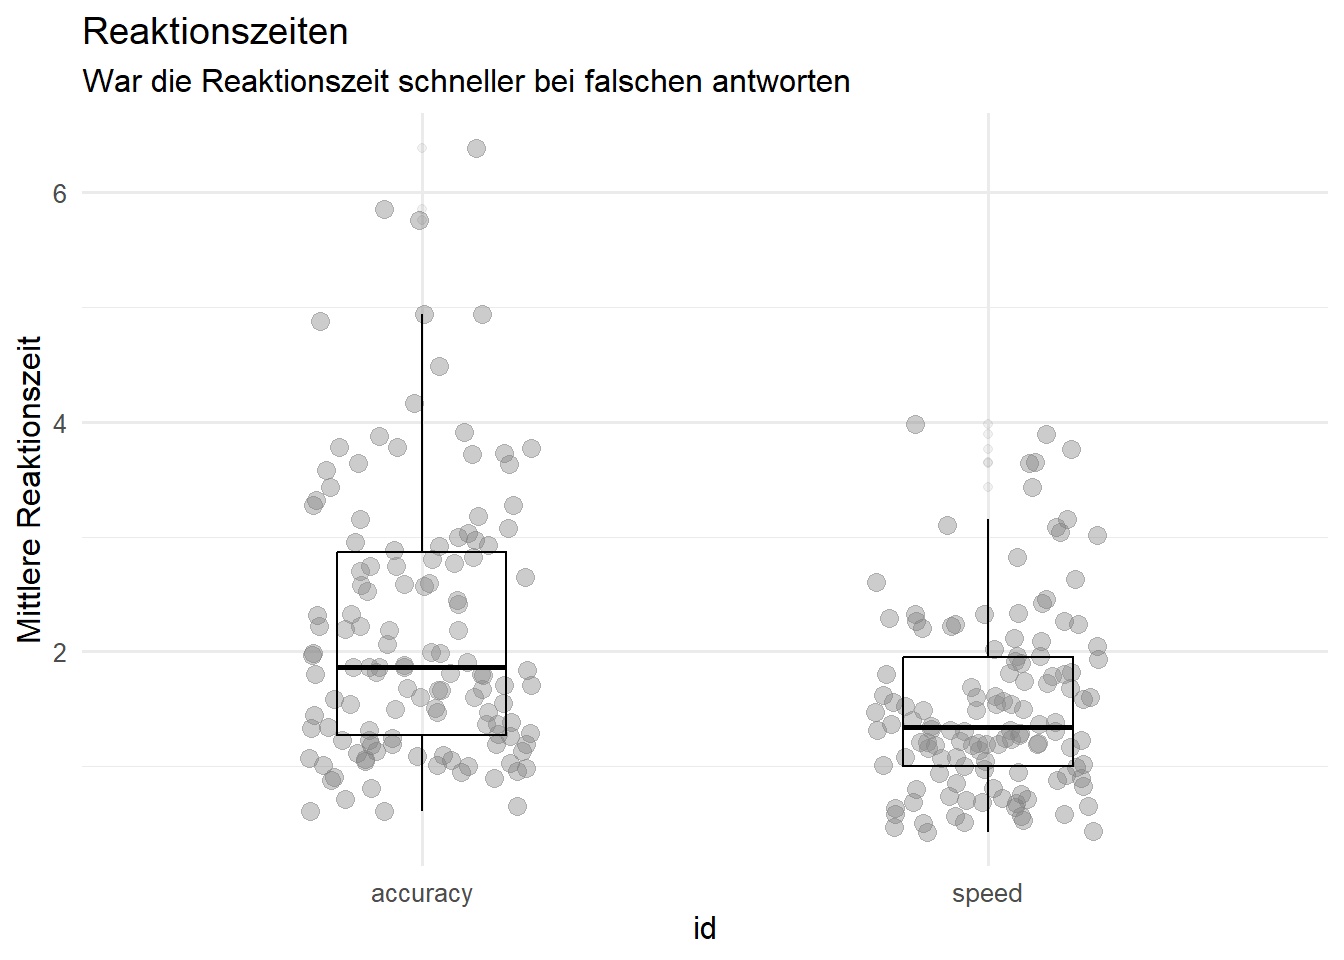 Reaktionszeiten
War die Reaktionszeit schneller bei falschen antworten
Mittlere Reaktionszeit
6
4
2
accuracy
speed
id